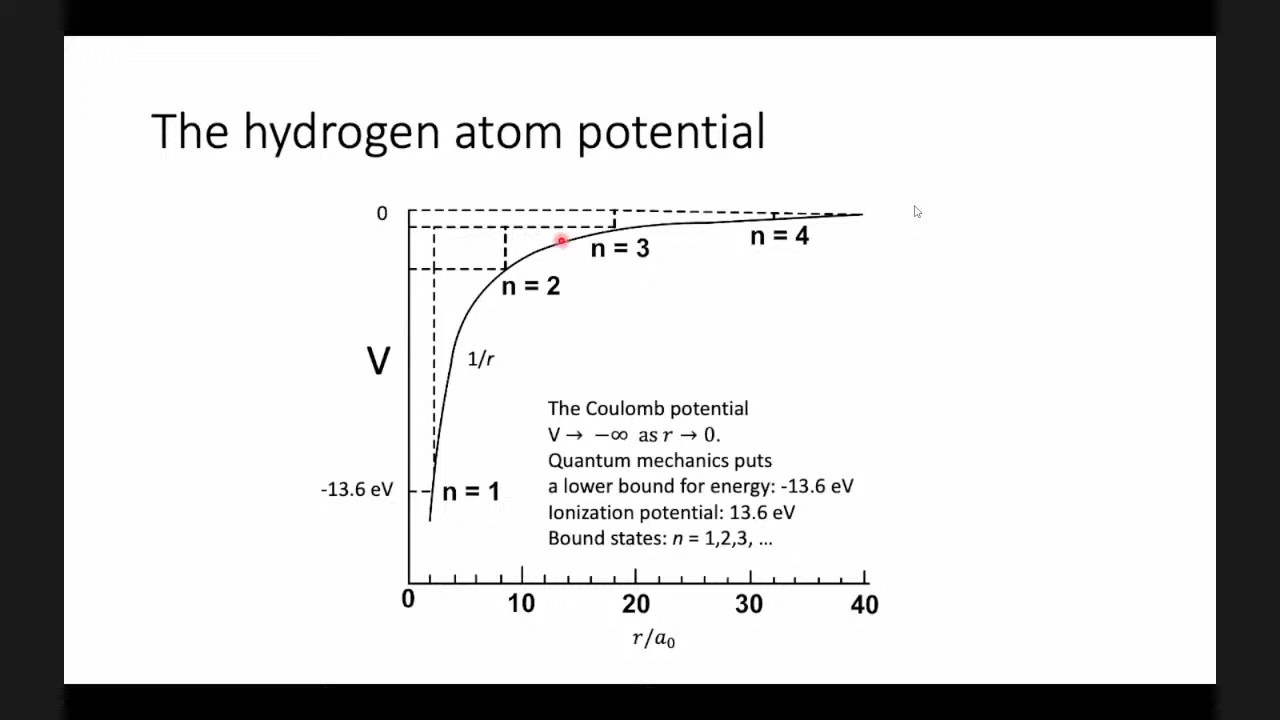 The hydrogen atom potential
0
n = 3
n = 4
n = 2
V
1/r
The Coulomb potential
V → −∞ as r → 0.
Quantum mechanics puts
a lower bound for energy: -13.6 eV
Ionization potential: 13.6 eV
Bound states: n = 1,2,3, ...
-13.6 eV
n = 1
0 10 20 30 40
r/a₀